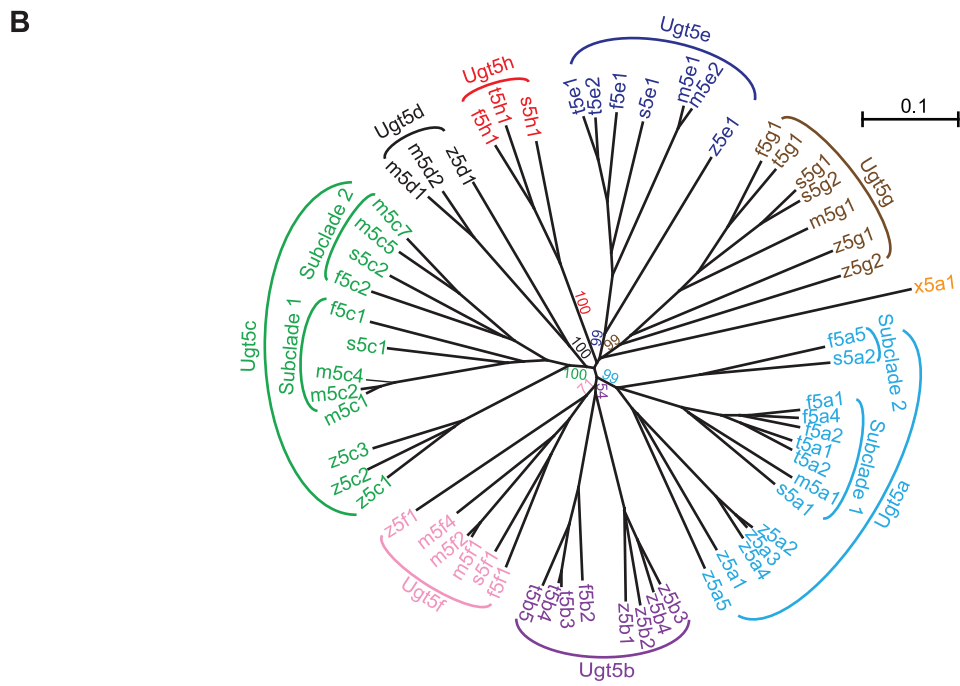 B
Ugt5e
t5e1
t5e2
f5e1
s5e1
m5e1
m5e2
z5e1
0.1
Ugt5h
f5h1
t5h1
s5h1
Ugt5d
m5d1
m5d2
z5d1
Ugt5g
f5g1
t5g1
s5g1
s5g2
m5g1
z5g1
z5g2
x5a1
Ugt5c
Subclade 2
m5c7
m5c5
s5c2
f5c2
Subclade 1
f5c1
s5c1
m5c4
m5c2
m5c1
z5c3
z5c2
z5c1
100
100
99
99
100
99
71
54
Ugt5a
Subclade 2
f5a5
s5a2
Subclade 1
f5a1
f5a4
f5a2
t5a1
t5a2
m5a1
s5a1
z5a2
z5a3
z5a4
z5a1
z5a5
Ugt5f
z5f1
m5f4
m5f2
m5f1
s5f1
f5f1
Ugt5b
t5b5
t5b4
t5b3
f5b2
z5b1
z5b2
z5b4
z5b3